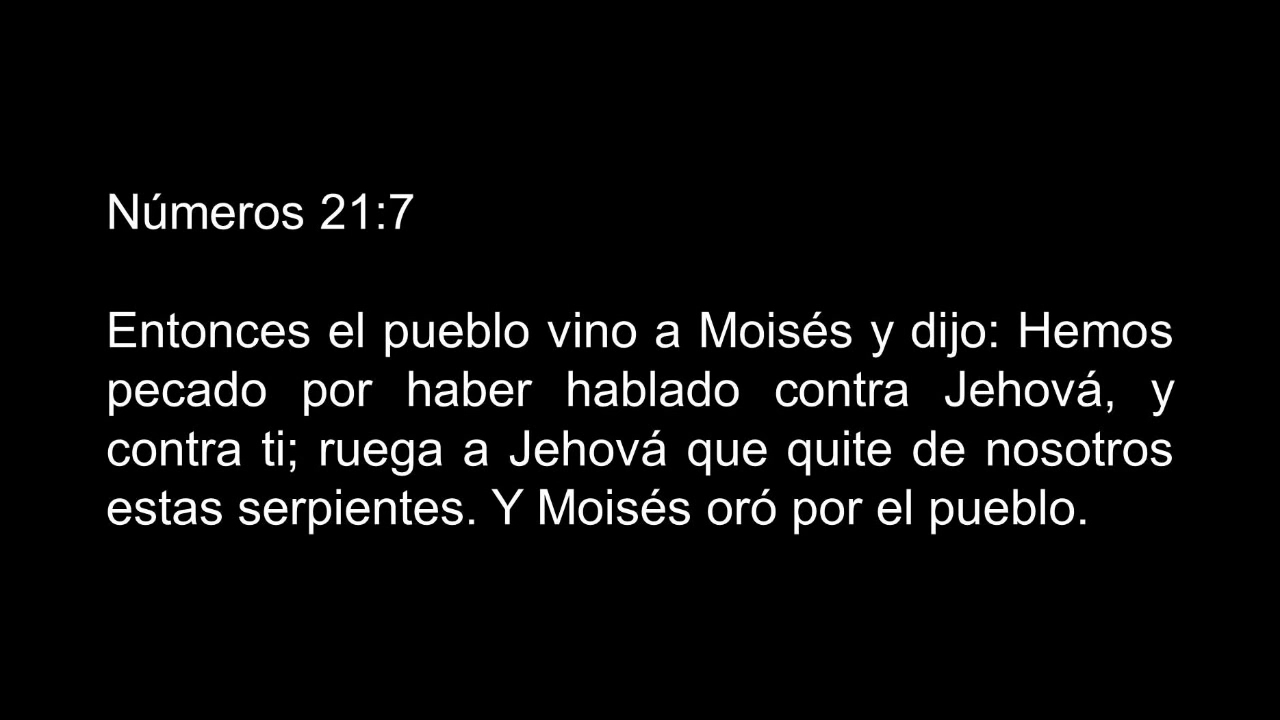 Números 21:7
Entonces el pueblo vino a Moisés y dijo: Hemos
pecado por haber hablado contra Jehová, y
contra ti; ruega a Jehová que quite de nosotros
estas serpientes. Y Moisés oró por el pueblo.